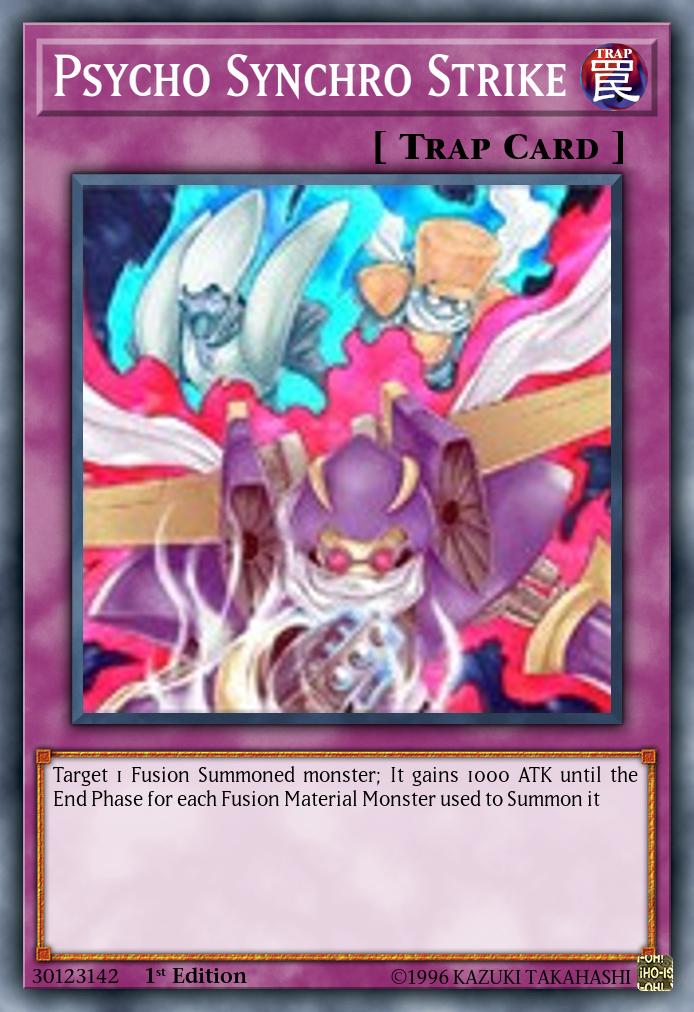 PSYCHO SYNCHRO STRIKE
TRAP
罠
[ TRAP CARD ]
Target 1 Fusion Summoned monster; It gains 1000 ATK until the
End Phase for each Fusion Material Monster used to Summon it
30123142 1st Edition ©1996 KAZUKI TAKAHASHI